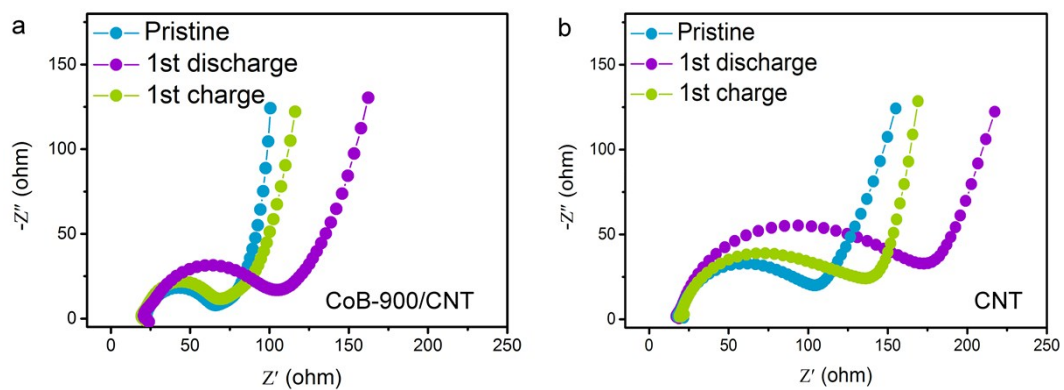 a
Pristine
1st discharge
1st charge
150
100
50
0
-Z″ (ohm)
CoB-900/CNT
0 50 100 150 200 250
Z′ (ohm)
b
Pristine
1st discharge
1st charge
150
100
50
0
-Z″ (ohm)
CNT
0 50 100 150 200 250
Z′ (ohm)